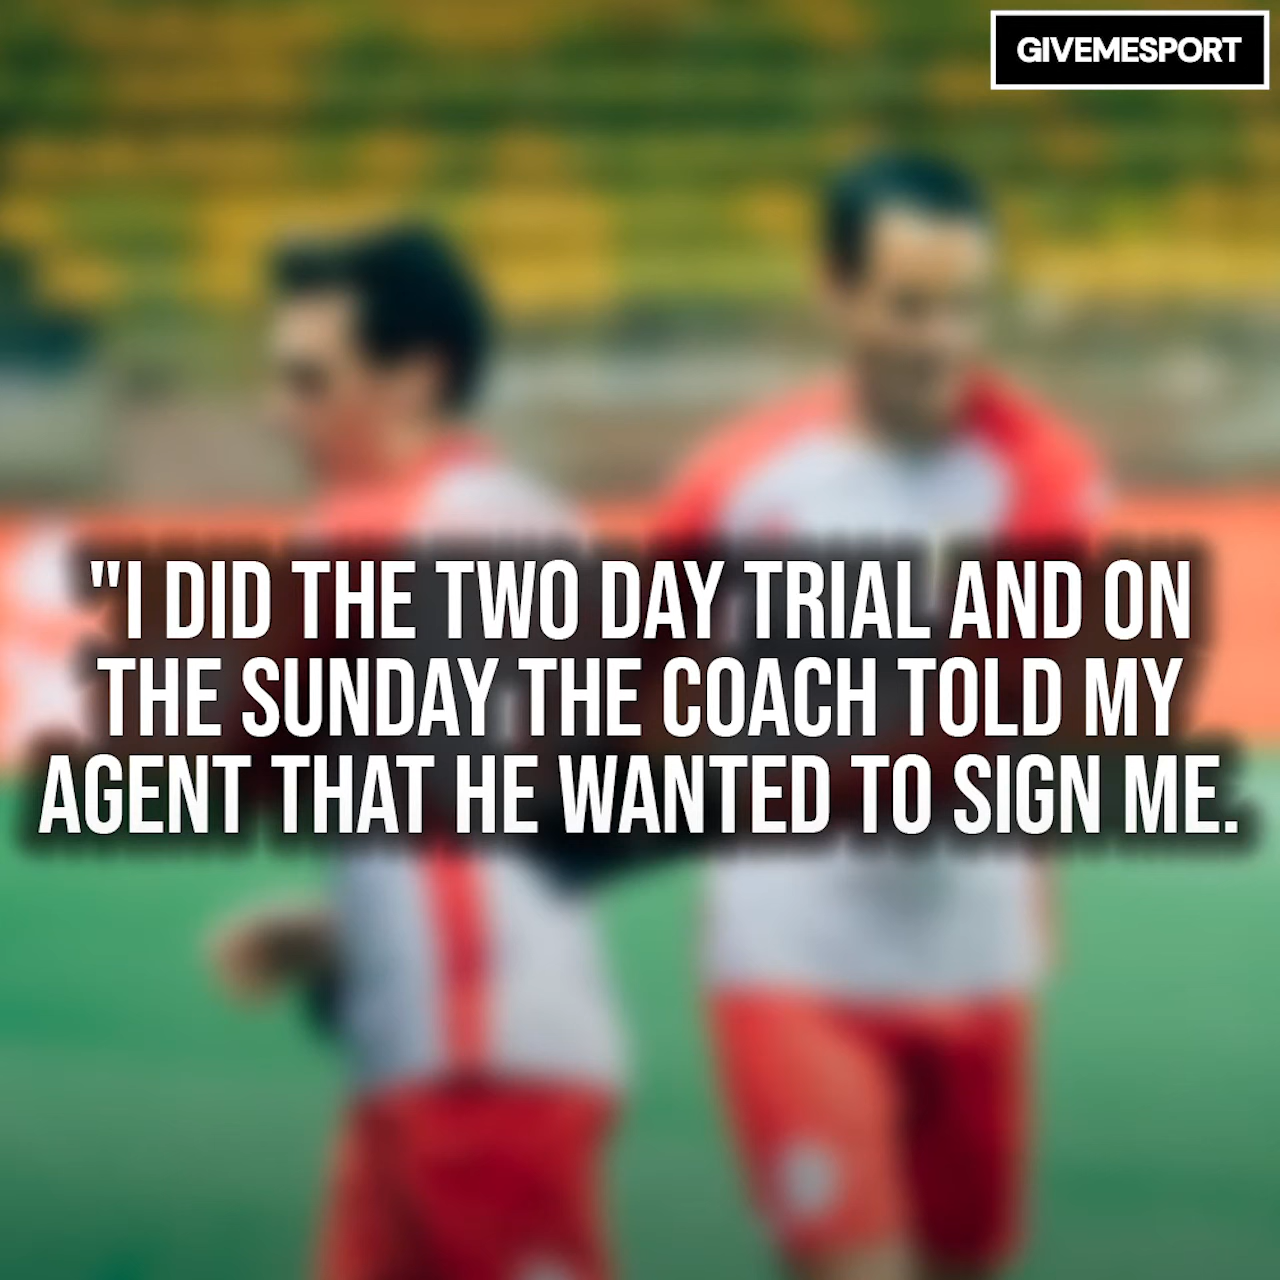 GIVEMESPORT
"I DID THE TWO DAY TRIAL AND ON
THE SUNDAY THE COACH TOLD MY
AGENT THAT HE WANTED TO SIGN ME.